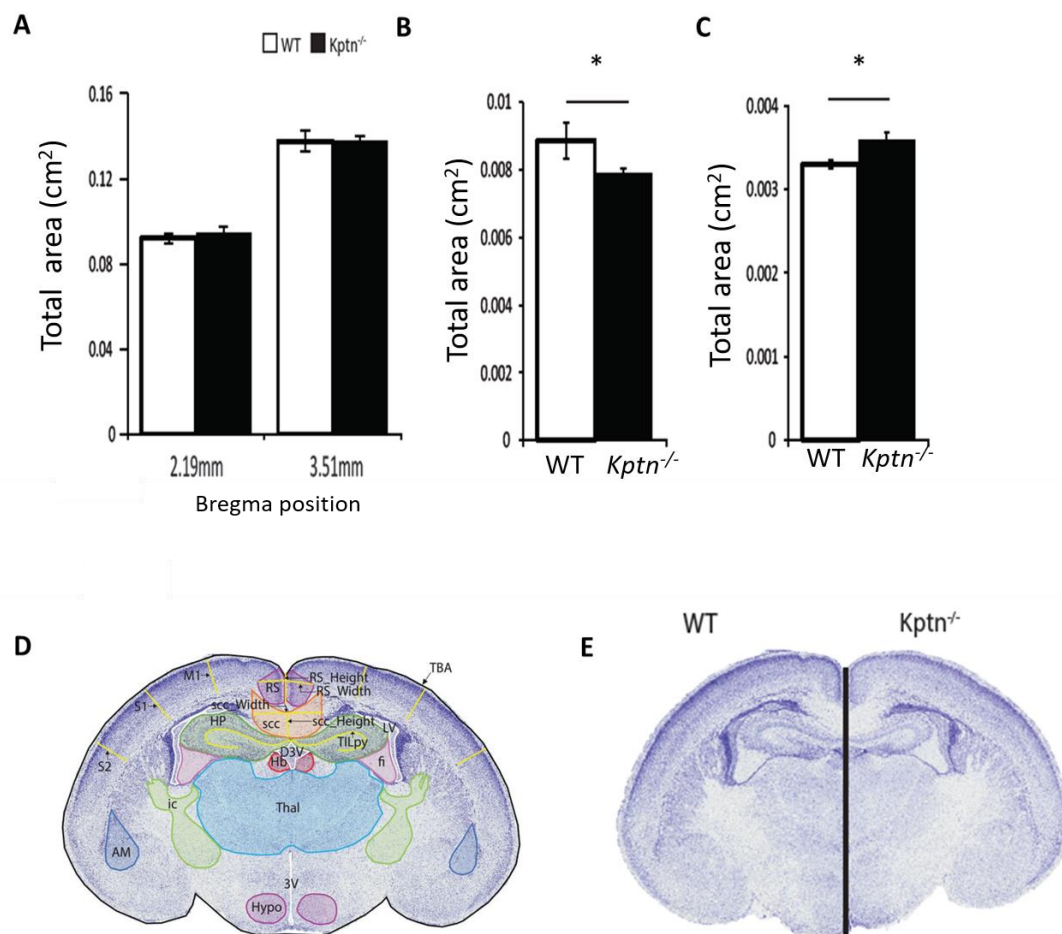 A
WT Kptn-/-
Total area (cm2)
0.16
0.12
0.08
0.04
0
2.19mm 3.51mm
Bregma position
B
*
Total area (cm2)
0.01
0.008
0.006
0.004
0.002
0
WT Kptn-/-
C
*
Total area (cm2)
0.004
0.003
0.002
0.001
0
WT Kptn-/-
D
TBA
M1
RS_Height
RS
RS_Width
S1
scc_Width
scc
scc_Height
HP
LV
TILpy
D3V
S2
Hb
fi
ic
Thal
AM
3V
Hypo
E
WT Kptn-/-